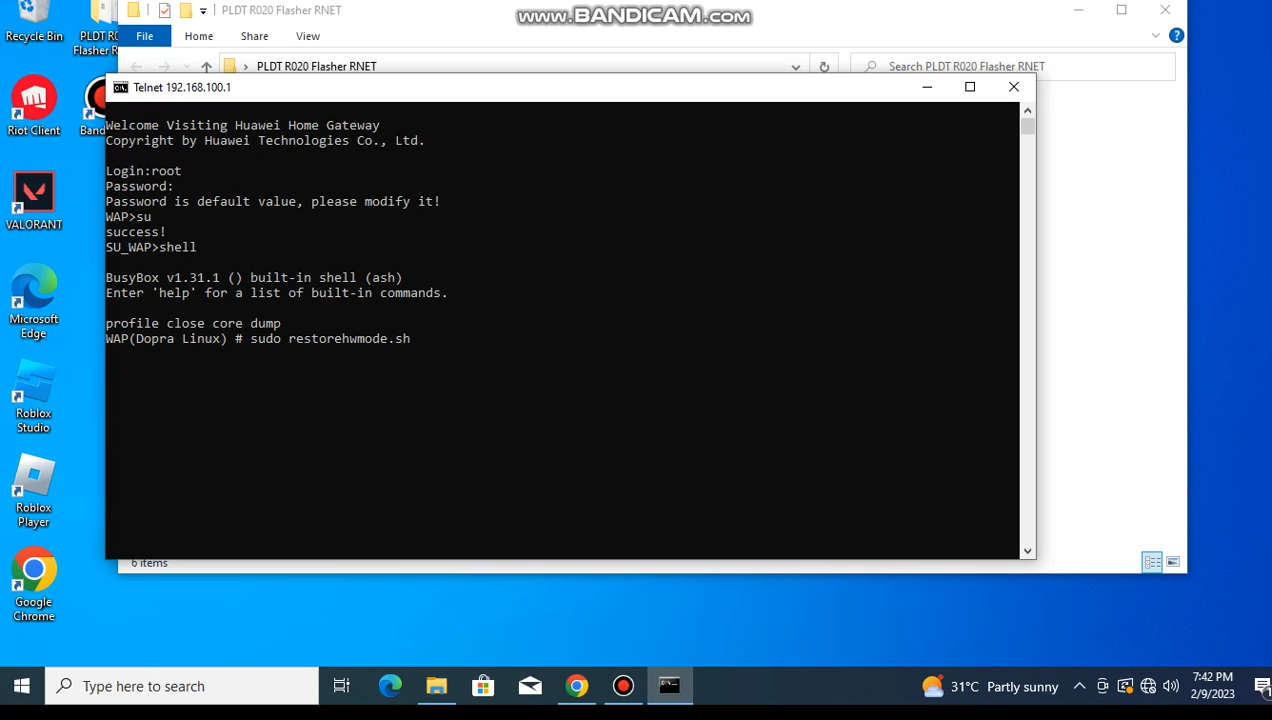 Recycle Bin
PLDT R0
Flasher R
PLDT R020 Flasher RNET
www.BANDICAM.com
File
Home
Share
View
PLDT R020 Flasher RNET
Search PLDT R020 Flasher RNET
Telnet 192.168.100.1
Welcome Visiting Huawei Home Gateway
Copyright by Huawei Technologies Co., Ltd.
Login:root
Password:
Password is default value, please modify it!
WAP>su
success!
SU_WAP>shell
BusyBox v1.31.1 () built-in shell (ash)
Enter 'help' for a list of built-in commands.
profile close core dump
WAP(Dopra Linux) # sudo restorehwmode.sh
Riot Client
Band
VALORANT
Microsoft
Edge
Roblox
Studio
Roblox
Player
Google
Chrome
6 items
Type here to search
31°C Partly sunny
7:42 PM
2/9/2023
1